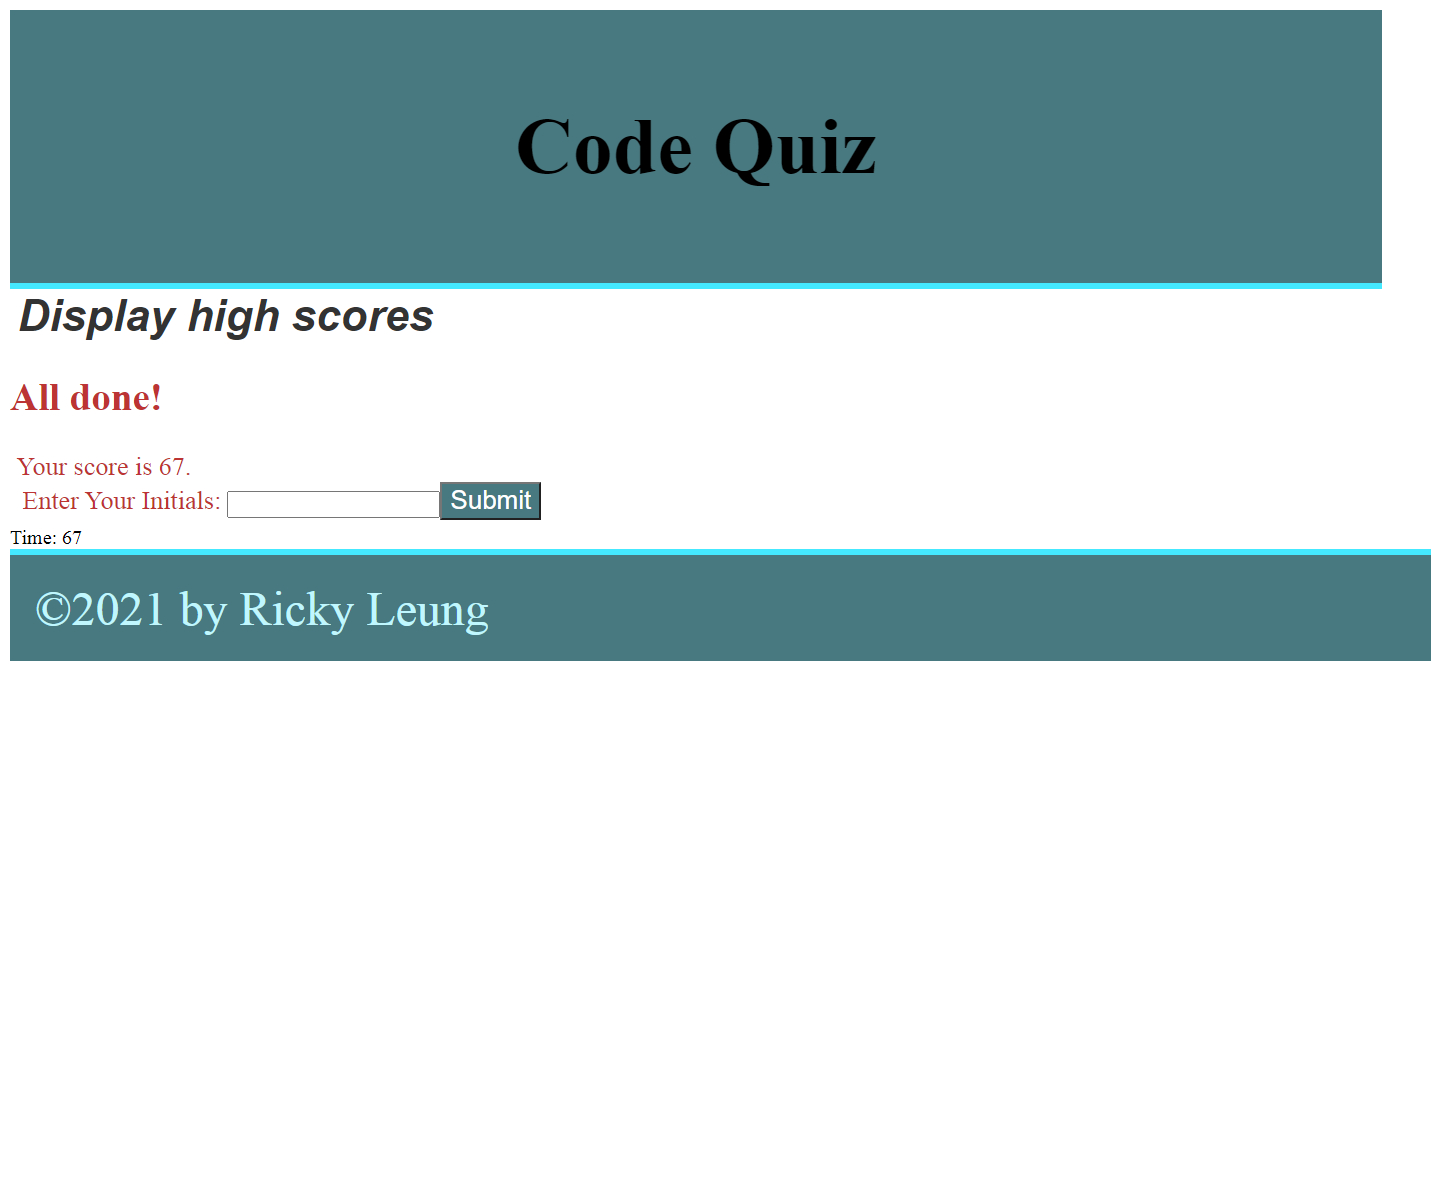 Code Quiz
Display high scores
All done!
Your score is 67.
Enter Your Initials: Submit
Time: 67
©2021 by Ricky Leung